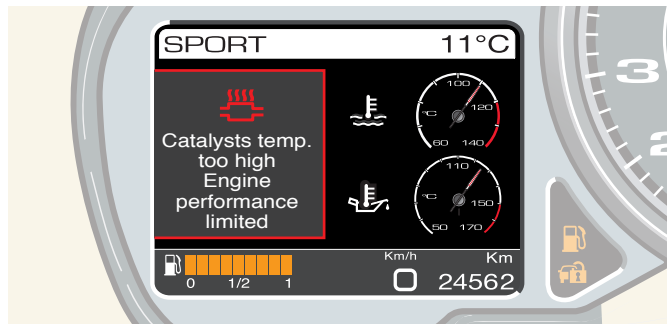 SPORT 11°C
Catalysts temp.
too high
Engine
performance
limited
100
120
°C
60 140
110
°C
150
50 170
0 1/2 1
Km/h
0
Km
24562
3
2